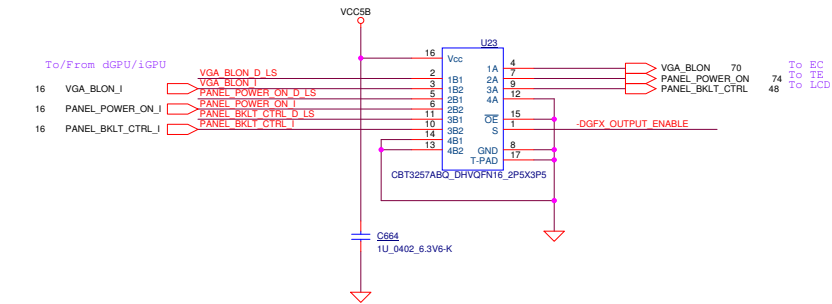 VCC5B
U23
To/From dGPU/iGPU
16 Vcc
VGA_BLON_D_LS 2 1B1
16 VGA_BLON_I VGA_BLON_I 3 1B2
PANEL_POWER_ON_D_LS 5 2B1
16 PANEL_POWER_ON_I PANEL_POWER_ON_I 6 2B2
PANEL_BKLT_CTRL_D_LS 11 3B1
16 PANEL_BKLT_CTRL_I PANEL_BKLT_CTRL_I 10 3B2
14 4B1
13 4B2
1A 4 VGA_BLON 70 To EC
2A 7 PANEL_POWER_ON 74 To TE
3A 9 PANEL_BKLT_CTRL 48 To LCD
4A 12
OE 15
S 1 -DGFX_OUTPUT_ENABLE
GND 8
T-PAD 17
CBT3257ABQ_DHVQFN16_2P5X3P5
C664
1U_0402_6.3V6-K